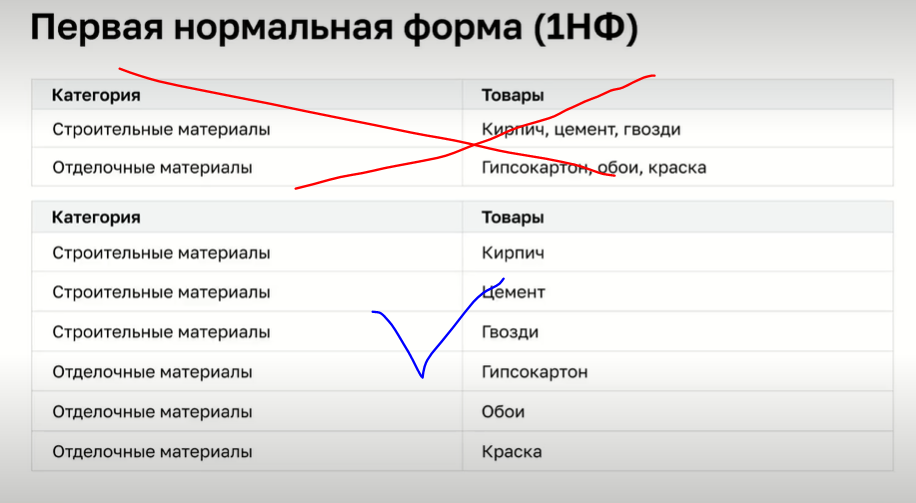 Первая нормальная форма (1НФ)
Категория Товары
Строительные материалы Кирпич, цемент, гвозди
Отделочные материалы Гипсокартон, обои, краска
Категория Товары
Строительные материалы Кирпич
Строительные материалы Цемент
Строительные материалы Гвозди
Отделочные материалы Гипсокартон
Отделочные материалы Обои
Отделочные материалы Краска